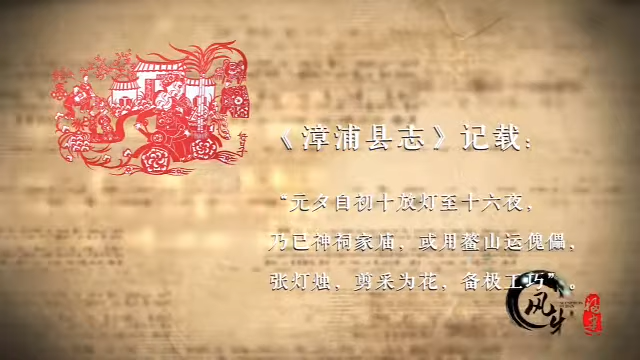 《漳浦县志》记载：
“元夕自初十放灯至十六夜，
乃已神祠家庙，或用鳌山运傀儡，
张灯烛，剪采为花，备极工巧”。